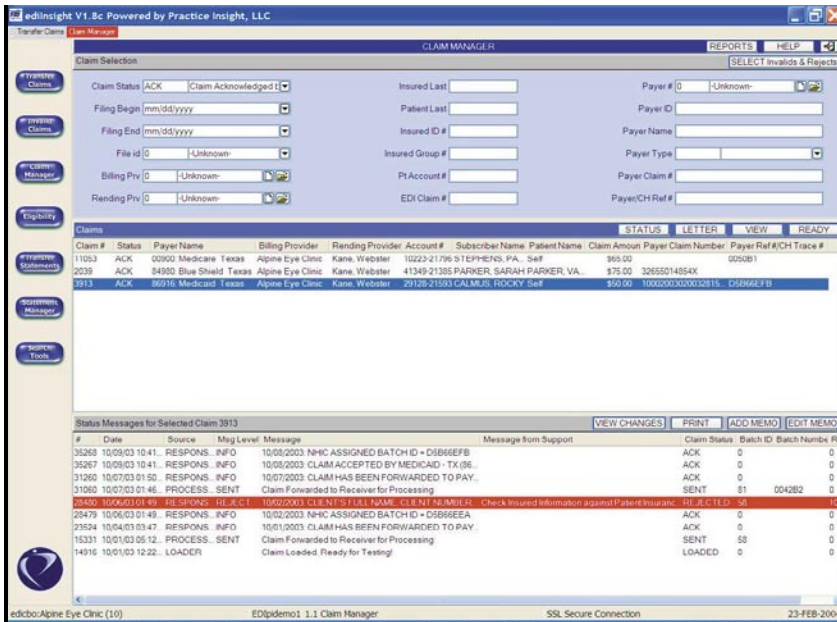 ediInsight V1.8c Powered by Practice Insight, LLC
Transfer Claims Claim Manager
CLAIM MANAGER REPORTS HELP
Claim Selection SELECT Invalids & Rejects
Transfer Claims
Invalid Claims
Claim Manager
Eligibility
Transfer Statements
Statement Manager
Search Tools
Claim Status ACK Claim Acknowledged b Insured Last Payer # 0 -Unknown-
Filing Begin mm/dd/yyyy Patient Last Payer ID
Filing End mm/dd/yyyy Insured ID # Payer Name
File id 0 -Unknown- Insured Group # Payer Type
Billing Prv 0 -Unknown- Pt Account # Payer Claim #
Rending Prv 0 -Unknown- EDI Claim # Payer/CH Ref #
Claims STATUS LETTER VIEW READY
Claim # Status Payer Name Billing Provider Rending Provider Account # Subscriber Name Patient Name Claim Amoun Payer Claim Number Payer Ref #/CH Trace #
11053 ACK 00900: Medicare Texas Alpine Eye Clinic Kane, Webster 10223-21796 STEPHENS, PA... Self $65.00 0050B1
2039 ACK 84980: Blue Shield Texas Alpine Eye Clinic Kane, Webster 41349-21385 PARKER, SARAH PARKER, VA... $75.00 32655014854X
3913 ACK 86916: Medicaid Texas Alpine Eye Clinic Kane, Webster 29128-21593 CALMUS, ROCKY Self $50.00 10002003020032815... D5B66EFB
Status Messages for Selected Claim 3913 VIEW CHANGES PRINT ADD MEMO EDIT MEMO
# Date Source Msg Level Message Message from Support Claim Status Batch ID Batch Numbe R
35268 10/09/03 10:41... RESPONS... INFO 10/08/2003: NHIC ASSIGNED BATCH ID = D5B66EFB ACK 0 0
35267 10/09/03 10:41... RESPONS... INFO 10/08/2003: CLAIM ACCEPTED BY MEDICAID - TX (86... ACK 0 0
31260 10/07/03 01:50... RESPONS... INFO 10/07/2003: CLAIM HAS BEEN FORWARDED TO PAY... ACK 0 0
31060 10/07/03 01:46... PROCESS... SENT Claim Forwarded to Receiver for Processing SENT 81 0042B2 0
28480 10/06/03 01:49... RESPONS... REJECT 10/02/2003: CLIENT'S FULL NAME, CLIENT NUMBER, Check Insured Information against Patient Insuranc REJECTED 58 10
28479 10/06/03 01:49... RESPONS... INFO 10/02/2003: NHIC ASSIGNED BATCH ID = D5B66EEA ACK 0 0
23524 10/04/03 03:47... RESPONS... INFO 10/01/2003: CLAIM HAS BEEN FORWARDED TO PAY... ACK 0 0
15331 10/01/03 05:12... PROCESS... SENT Claim Forwarded to Receiver for Processing SENT 58 0
14916 10/01/03 12:22... LOADER Claim Loaded. Ready for Testing! LOADED 0 0
edicbo:Alpine Eye Clinic (10) EDIpidemo1 1.1 Claim Manager SSL Secure Connection 23-FEB-200